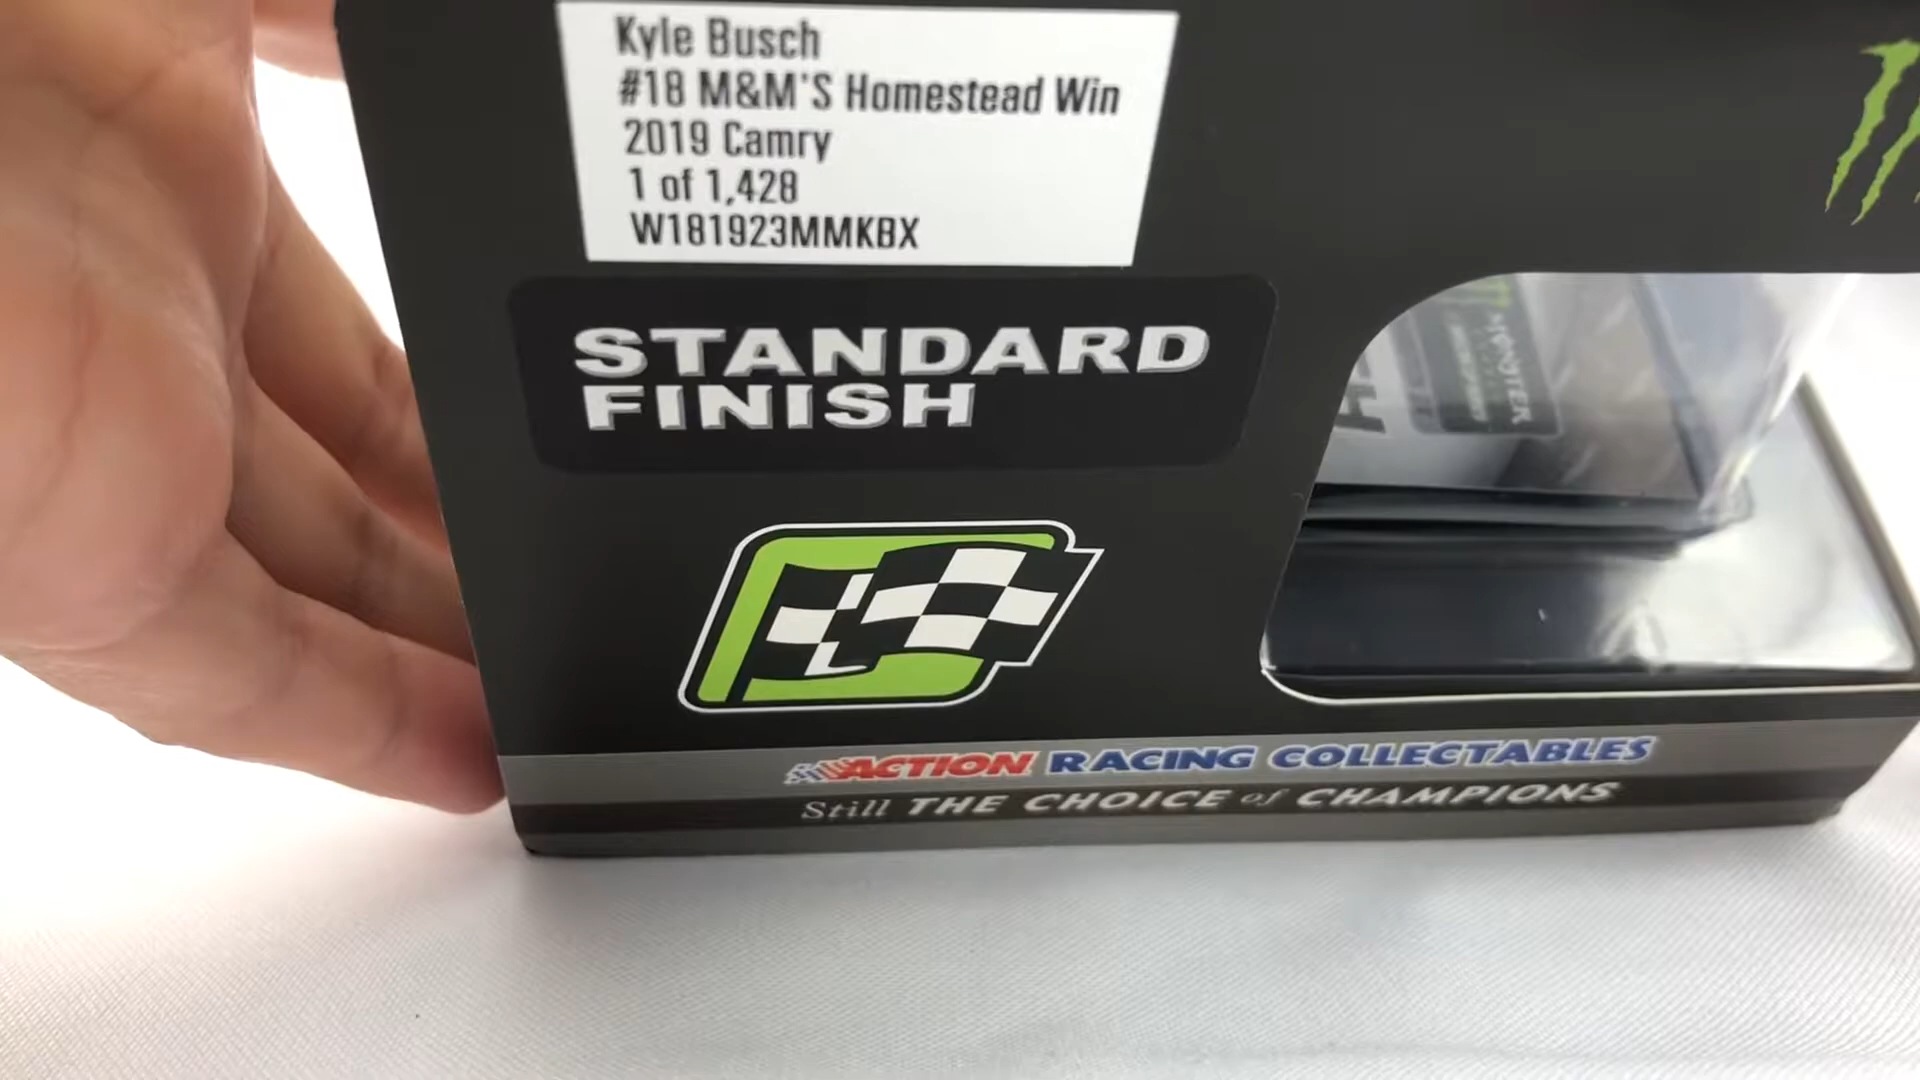 Kyle Busch
#18 M&M'S Homestead Win
2019 Camry
1 of 1,428
W181923MMKBX
STANDARD
FINISH
MONSTER
ACTION RACING COLLECTABLES
Still THE CHOICE of CHAMPIONS